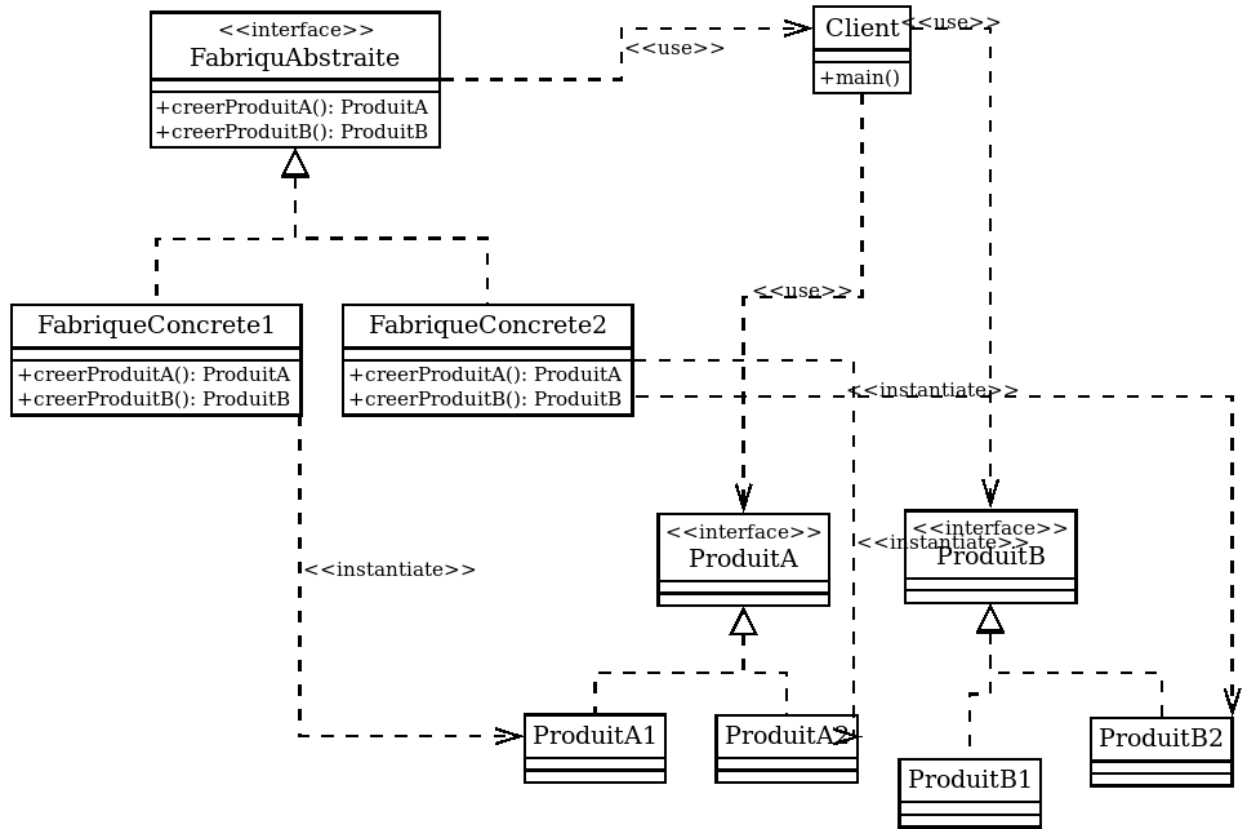 <<interface>>
FabriquAbstraite
+creerProduitA(): ProduitA
+creerProduitB(): ProduitB
<<use>>
Client
+main()
<<use>>
<<use>>
FabriqueConcrete1
+creerProduitA(): ProduitA
+creerProduitB(): ProduitB
FabriqueConcrete2
+creerProduitA(): ProduitA
+creerProduitB(): ProduitB
<<instantiate>>
<<instantiate>>
<<instantiate>>
<<interface>>
ProduitA
<<interface>>
ProduitB
ProduitA1
ProduitA2
ProduitB1
ProduitB2